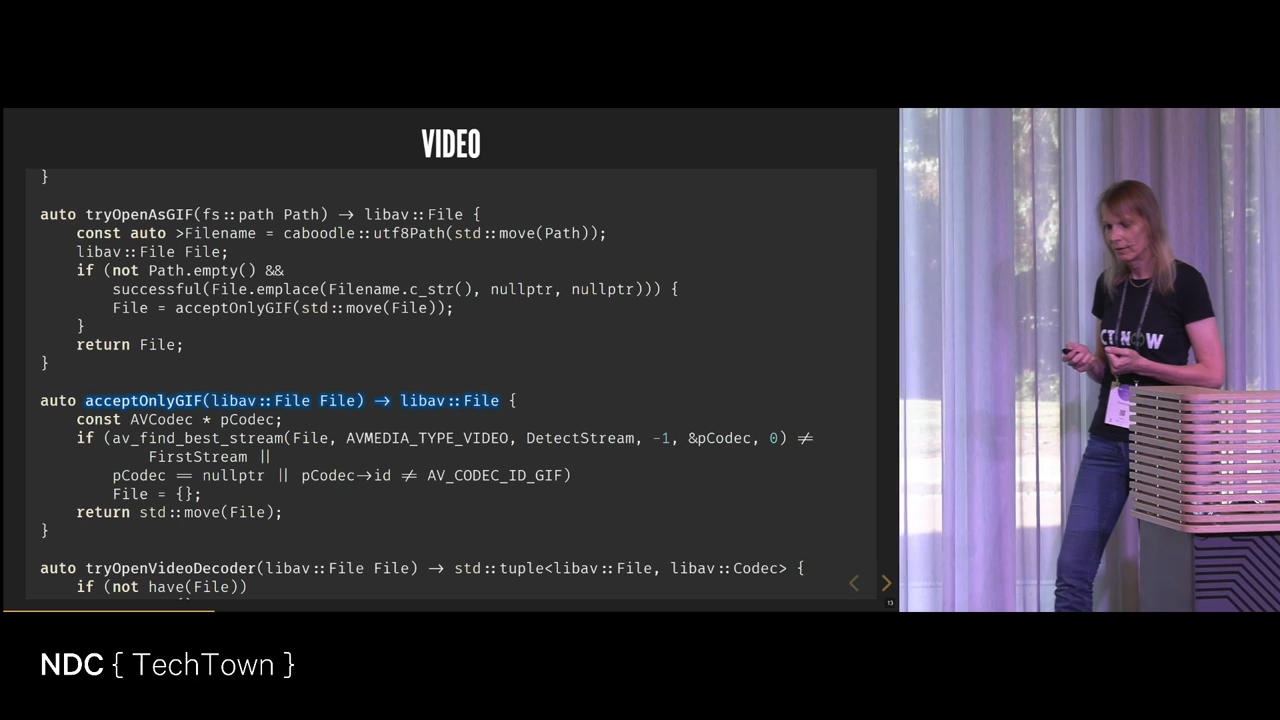 VIDEO
}
auto tryOpenAsGIF(fs::path Path) → libav::File {
const auto >Filename = caboodle::utf8Path(std::move(Path));
libav::File File;
if (not Path.empty() &&
successful(File.emplace(Filename.c_str(), nullptr, nullptr))) {
File = acceptOnlyGIF(std::move(File));
}
return File;
}
auto acceptOnlyGIF(libav::File File) → libav::File {
const AVCodec * pCodec;
if (av_find_best_stream(File, AVMEDIA_TYPE_VIDEO, DetectStream, -1, &pCodec, 0) ≠
FirstStream ||
pCodec == nullptr || pCodec→id ≠ AV_CODEC_ID_GIF)
File = {};
return std::move(File);
}
auto tryOpenVideoDecoder(libav::File File) → std::tuple<libav::File, libav::Codec> {
if (not have(File))
13
NDC { TechTown }